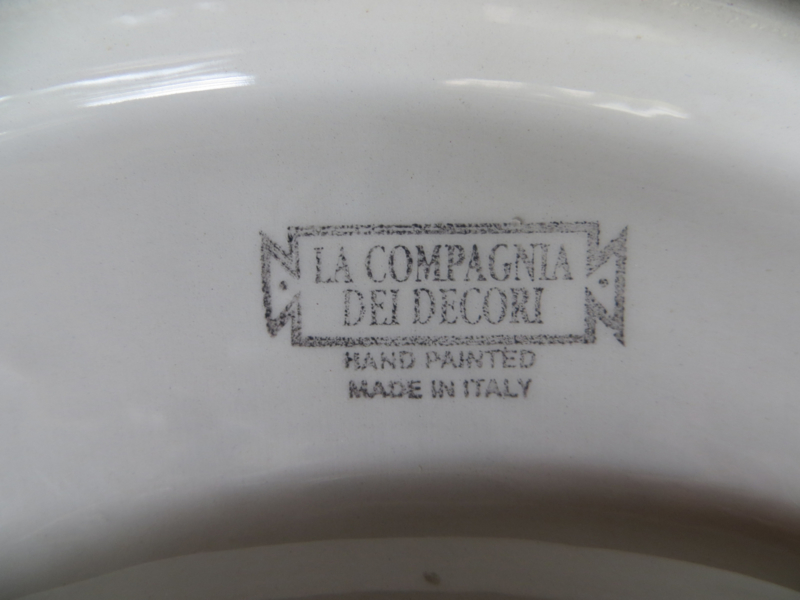 LA COMPAGNIA
DEI DECORI
HAND PAINTED
MADE IN ITALY